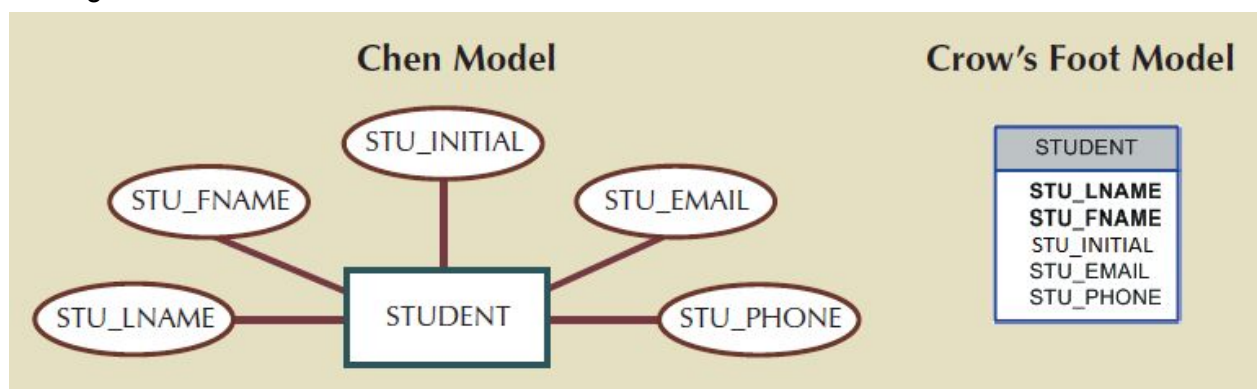 Chen Model
Crow's Foot Model
STU_INITIAL
STU_FNAME
STU_EMAIL
STU_LNAME
STUDENT
STU_PHONE
STUDENT
STU_LNAME
STU_FNAME
STU_INITIAL
STU_EMAIL
STU_PHONE